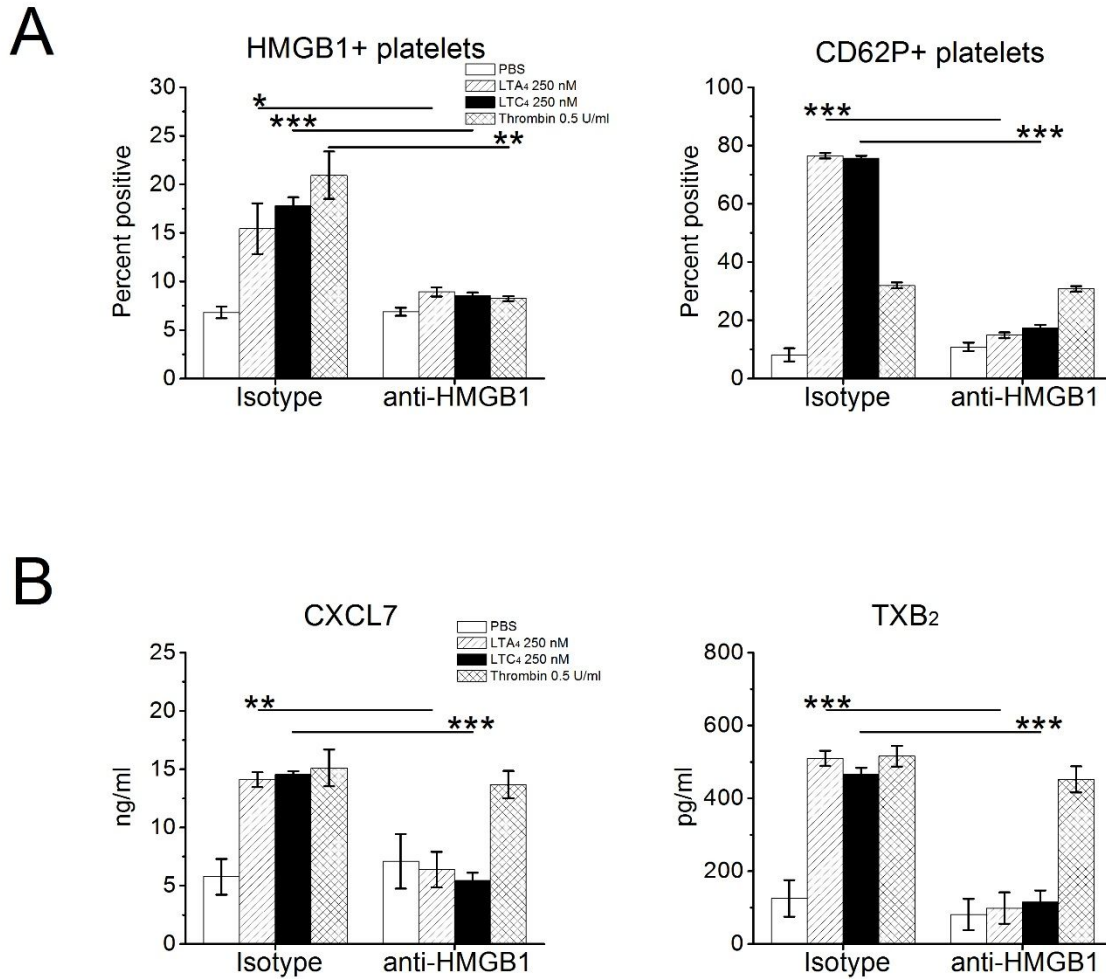 A
HMGB1+ platelets
PBS
LTA₄ 250 nM
LTC₄ 250 nM
Thrombin 0.5 U/ml
Percent positive
30
25
20
15
10
5
0
*
***
**
Isotype
anti-HMGB1
CD62P+ platelets
Percent positive
100
80
60
40
20
0
***
***
Isotype
anti-HMGB1
B
CXCL7
PBS
LTA₄ 250 nM
LTC₄ 250 nM
Thrombin 0.5 U/ml
ng/ml
25
20
15
10
5
0
**
***
Isotype
anti-HMGB1
TXB₂
pg/ml
800
600
400
200
0
***
***
Isotype
anti-HMGB1